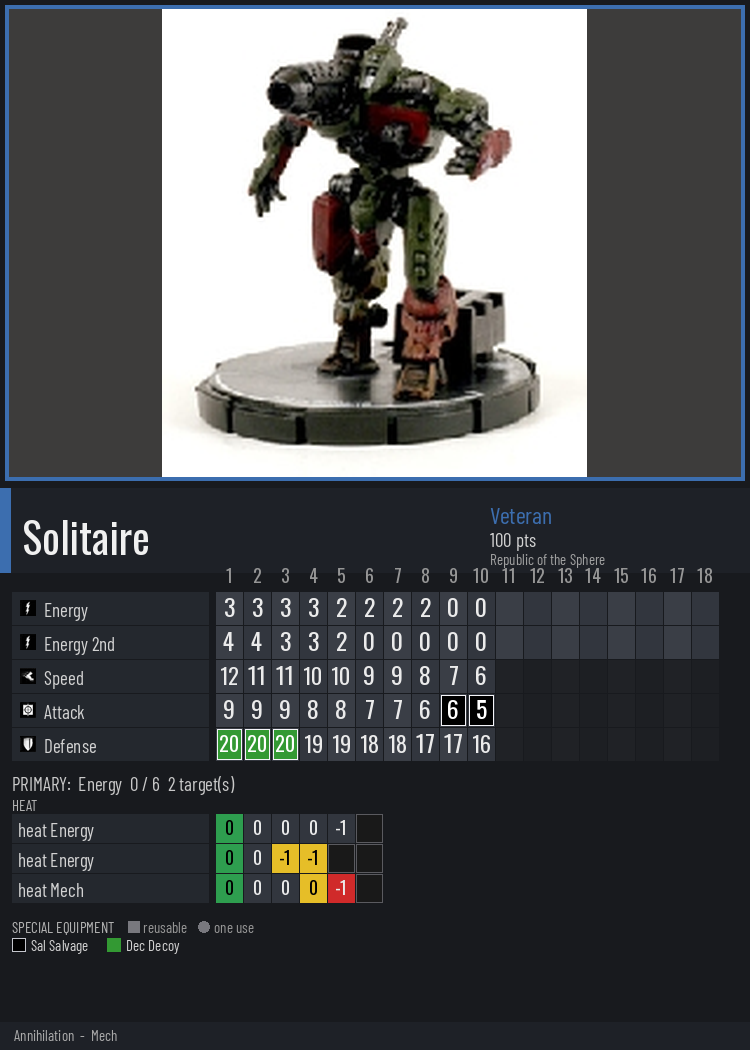 Solitaire
Veteran
100 pts
Republic of the Sphere
1 2 3 4 5 6 7 8 9 10 11 12 13 14 15 16 17 18
Energy 3 3 3 3 2 2 2 2 0 0
Energy 2nd 4 4 3 3 2 0 0 0 0 0
Speed 12 11 11 10 10 9 9 8 7 6
Attack 9 9 9 8 8 7 7 6 6 5
Defense 20 20 20 19 19 18 18 17 17 16
PRIMARY: Energy 0 / 6 2 target(s)
HEAT
heat Energy 0 0 0 0 -1
heat Energy 0 0 -1 -1
heat Mech 0 0 0 0 -1
SPECIAL EQUIPMENT reusable one use
Sal Salvage Dec Decoy
Annihilation - Mech